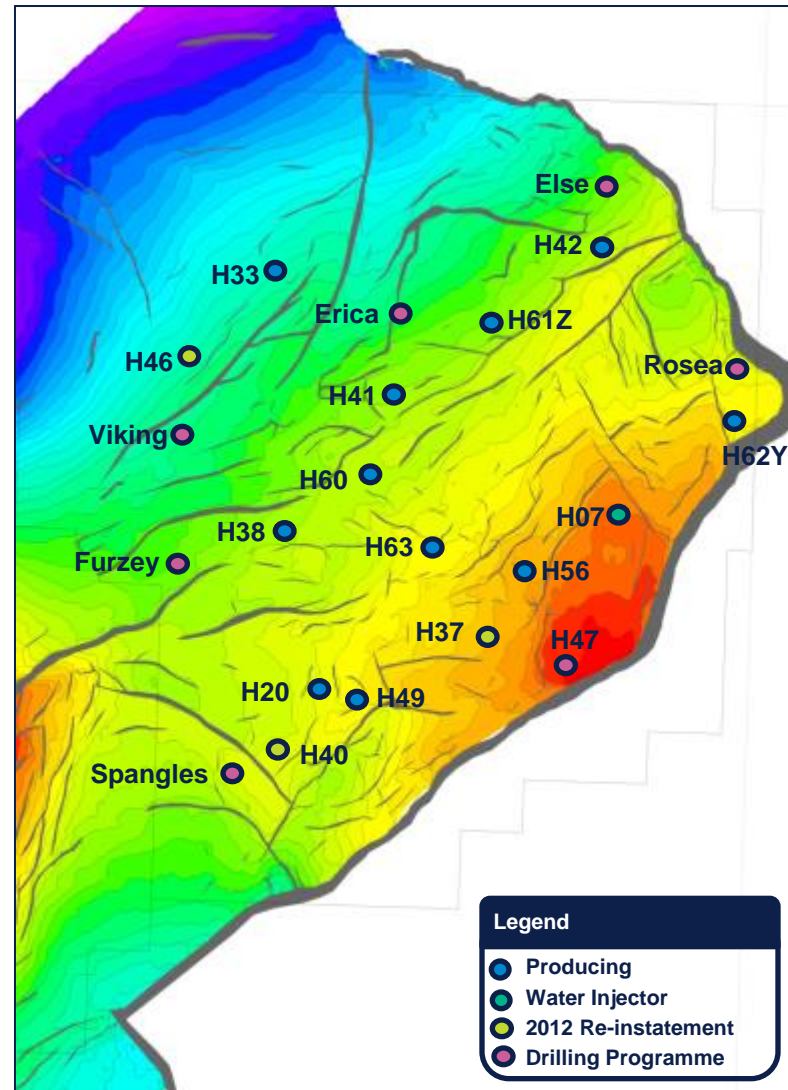 Else
H42
H33
Erica
H61Z
H46
Rosea
H41
Viking
H62Y
H60
H07
H38
H63
Furzey
H56
H37
H47
H20
H49
H40
Spangles
Legend
Producing
Water Injector
2012 Re-instatement
Drilling Programme